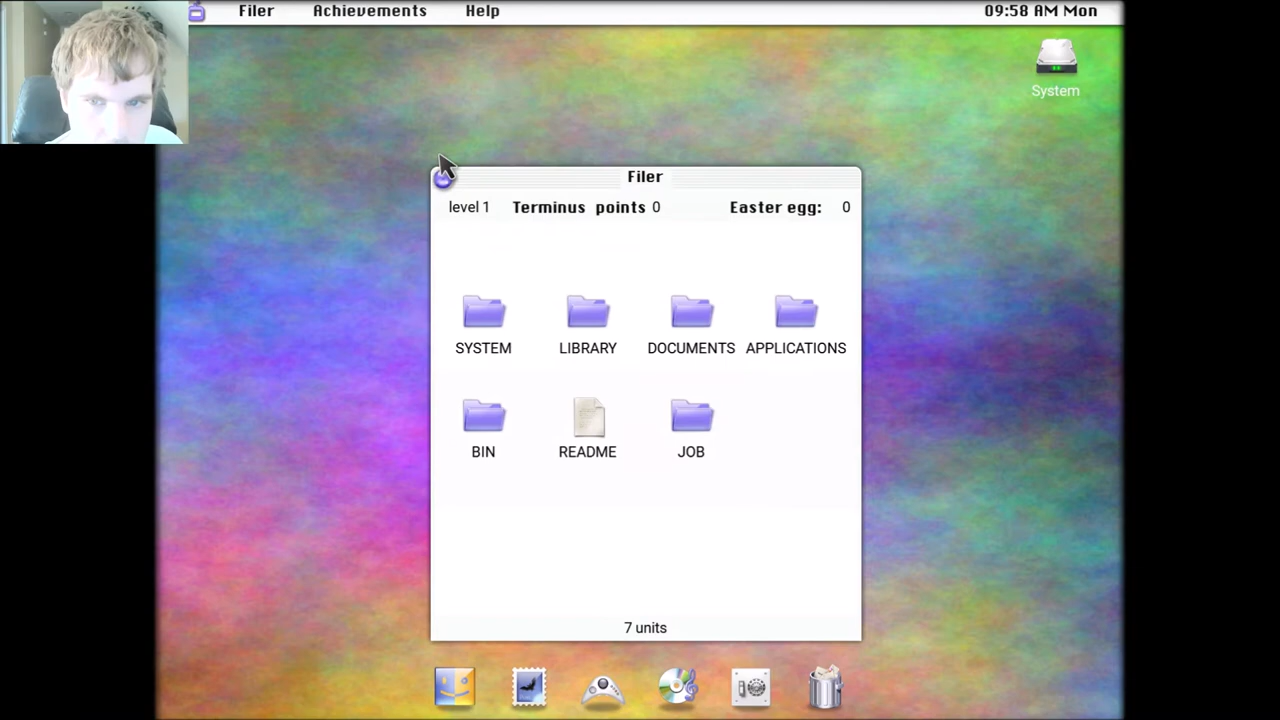 Filer Achievements Help 09:58 AM Mon
System
Filer
level 1 Terminus points 0 Easter egg: 0
SYSTEM LIBRARY DOCUMENTS APPLICATIONS
BIN README JOB
7 units